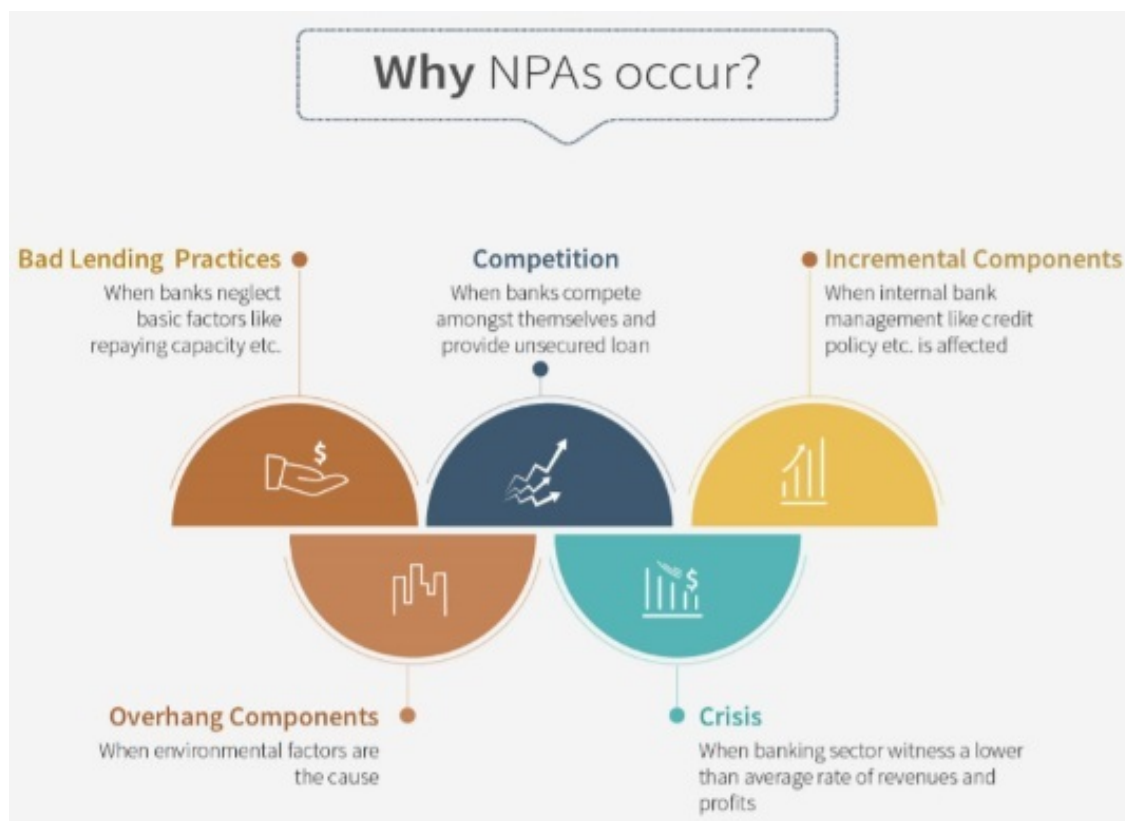 Why NPAs occur?
Bad Lending Practices
When banks neglect
basic factors like
repaying capacity etc.
Competition
When banks compete
amongst themselves and
provide unsecured loan
Incremental Components
When internal bank
management like credit
policy etc. is affected
$
$
Overhang Components
When environmental factors are
the cause
Crisis
When banking sector witness a lower
than average rate of revenues and
profits